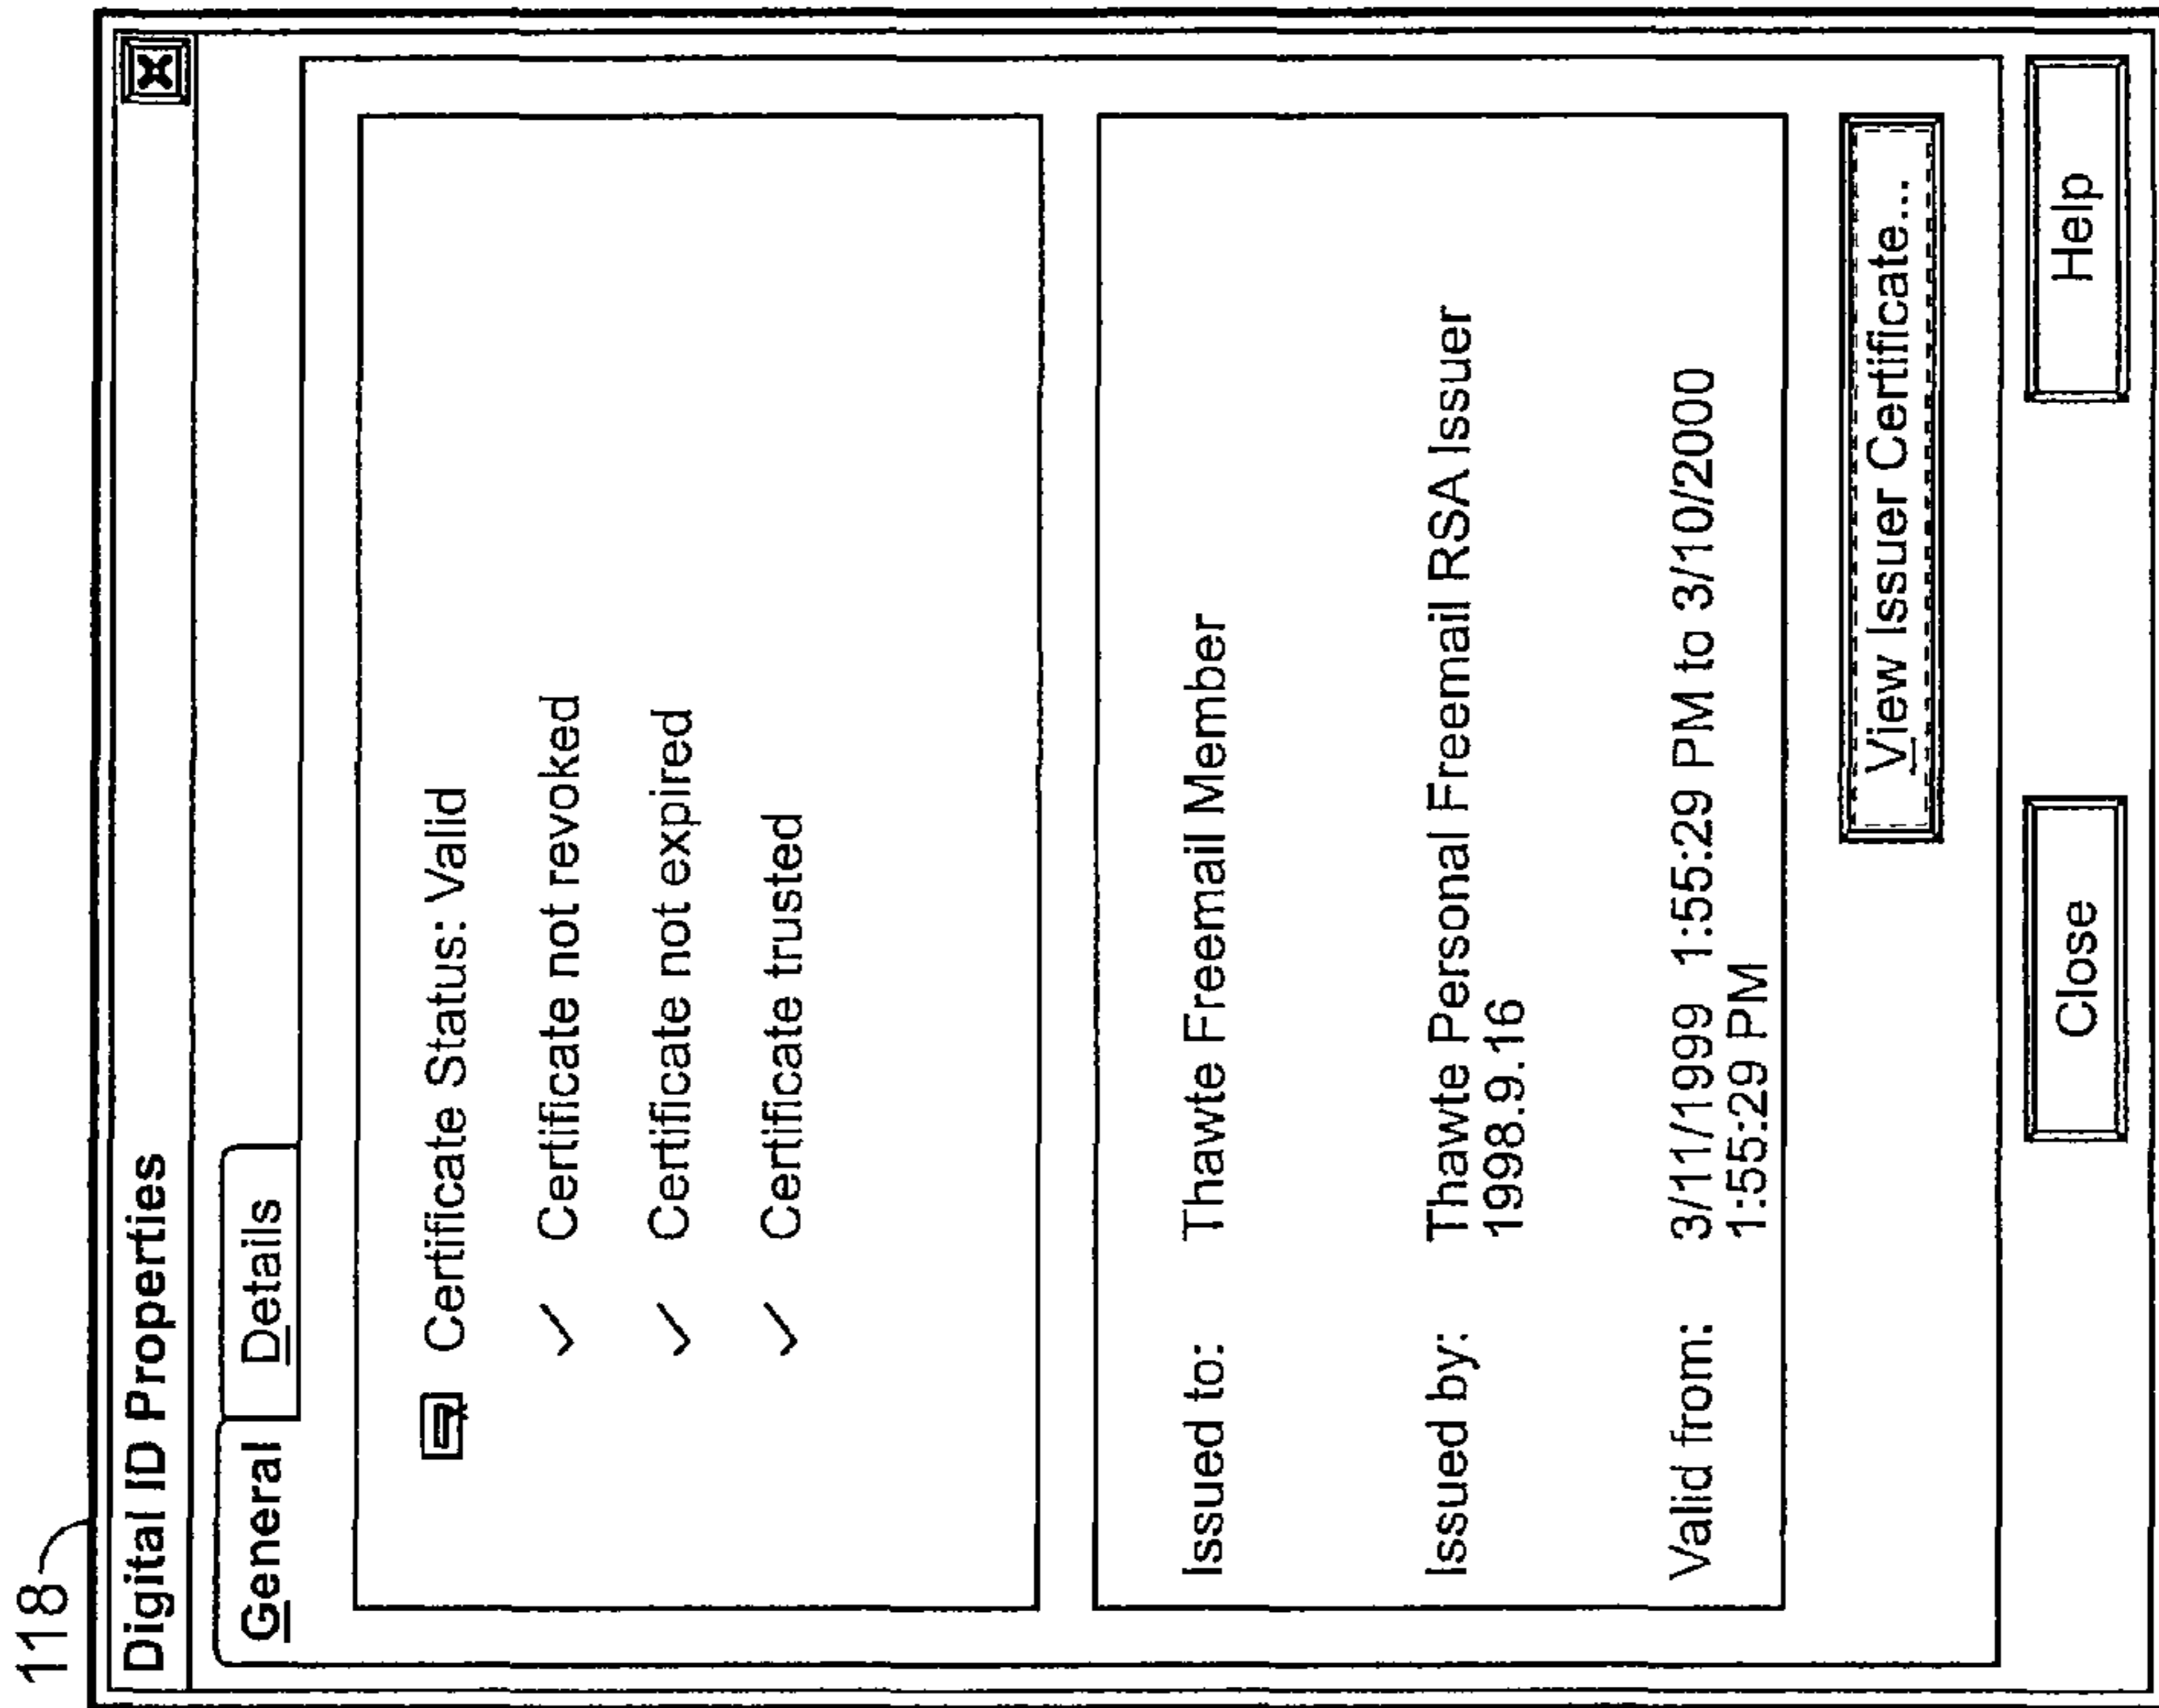 118
Digital ID Properties
General Details
Certificate Status: Valid
✓ Certificate not revoked
✓ Certificate not expired
✓ Certificate trusted
Issued to: Thawte Freemail Member
Issued by: Thawte Personal Freemail RSA Issuer
1998.9.16
Valid from: 3/11/1999 1:55:29 PM to 3/10/2000
1:55:29 PM
View Issuer Certificate...
Close Help